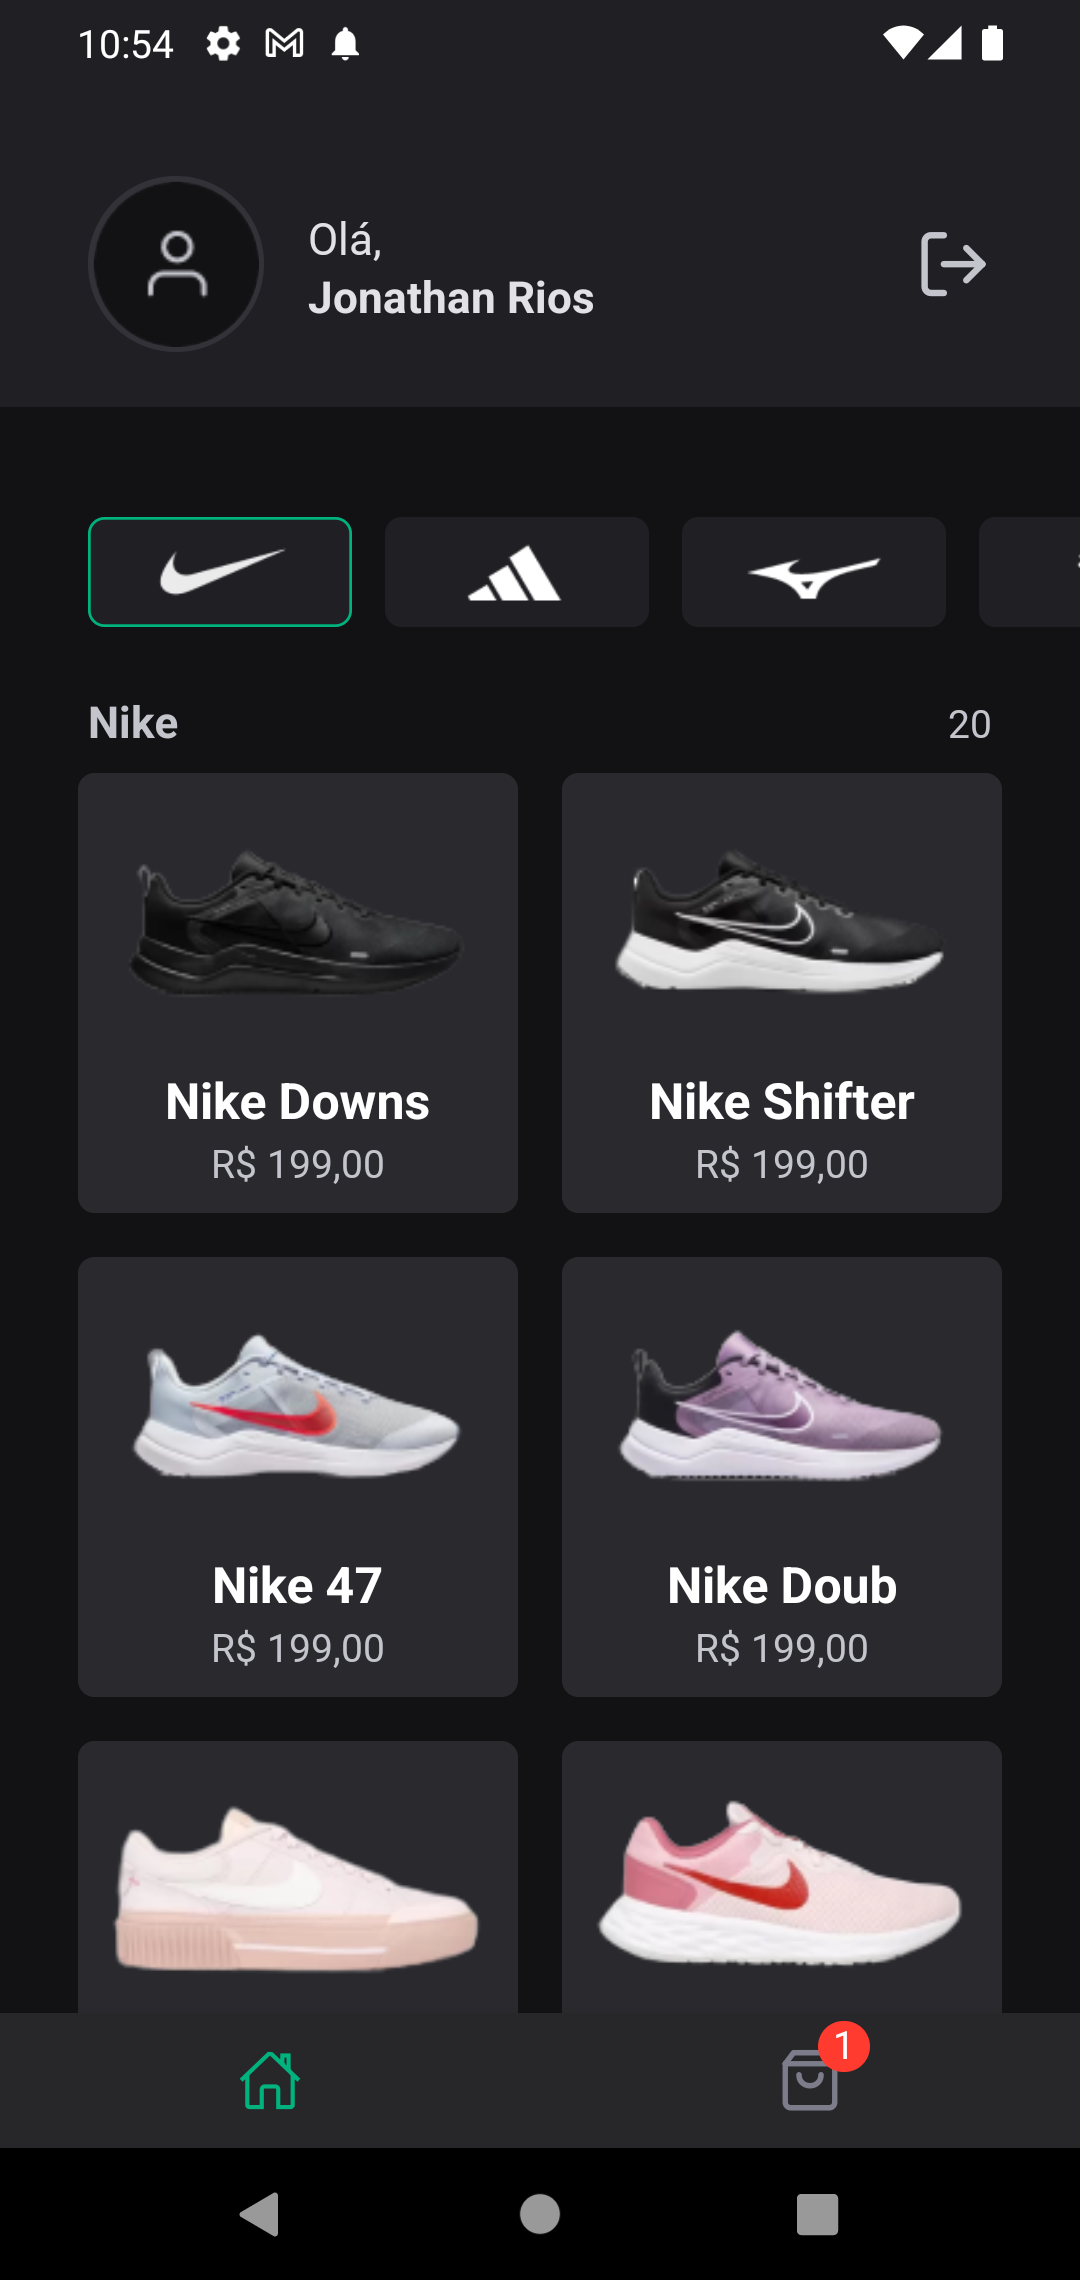 10:54
Olá,
Jonathan Rios
Nike
20
Nike Downs
R$ 199,00
Nike Shifter
R$ 199,00
Nike 47
R$ 199,00
Nike Doub
R$ 199,00
1